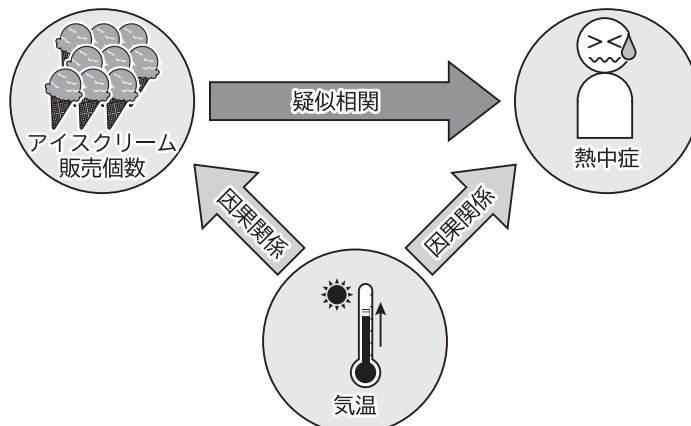 アイスクリーム
販売個数
疑似相関
熱中症
因果関係
因果関係
気温